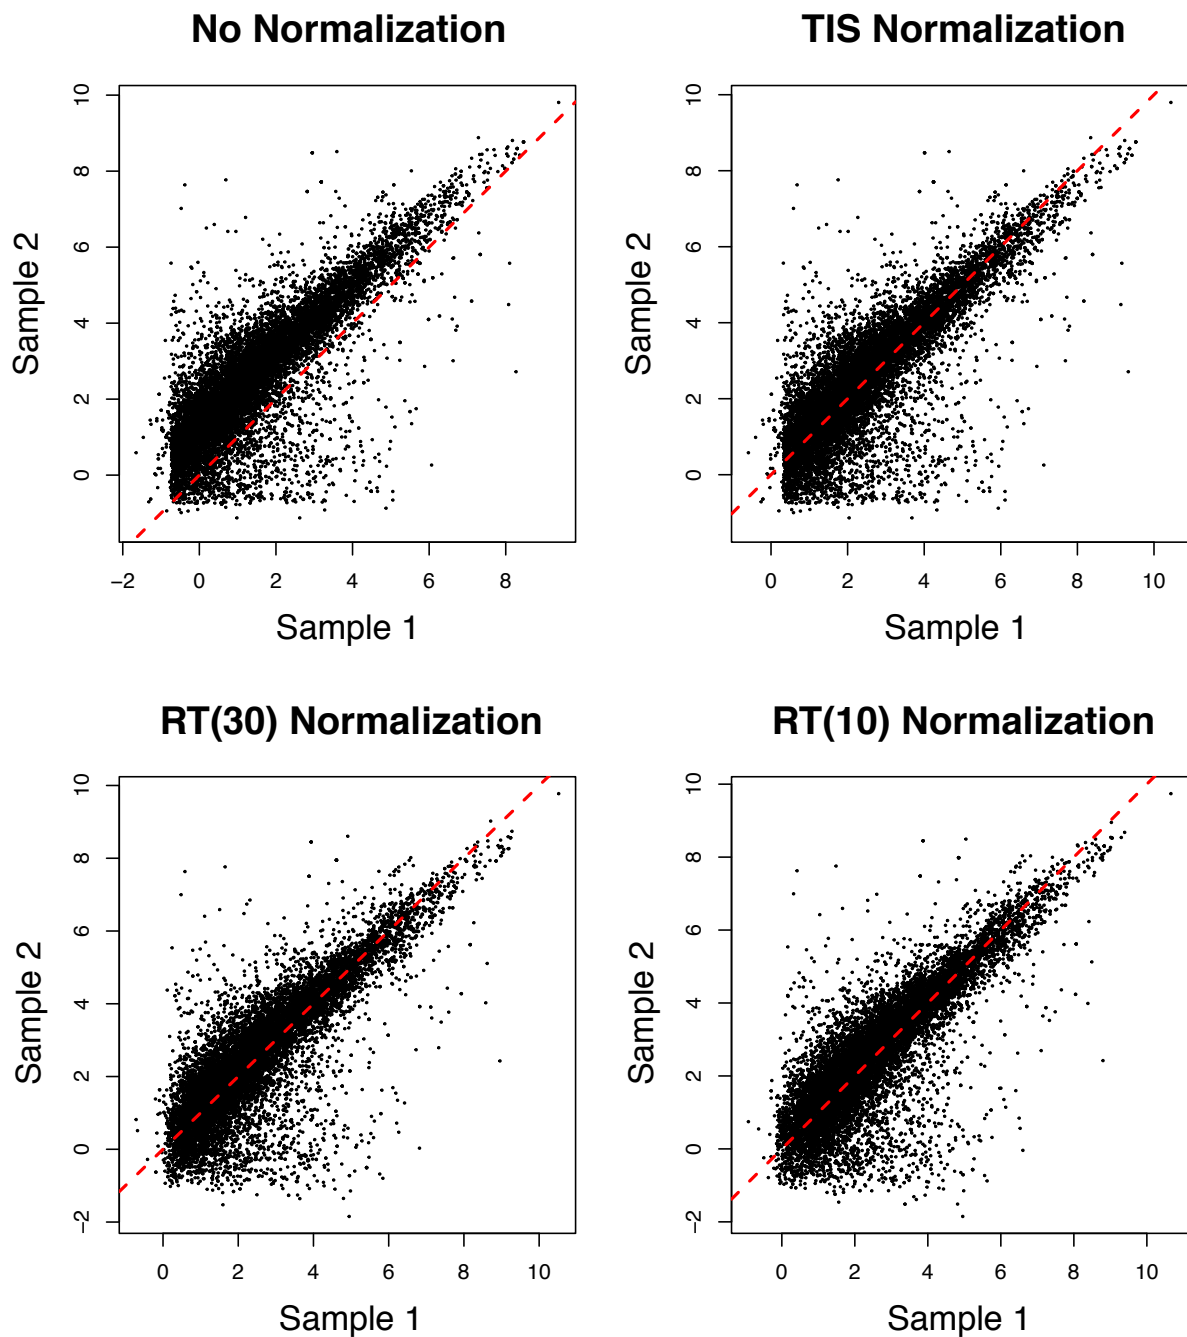 No Normalization
10
8
6
4
2
0
Sample 2
−2 0 2 4 6 8
Sample 1
TIS Normalization
10
8
6
4
2
0
Sample 2
0 2 4 6 8 10
Sample 1
RT(30) Normalization
10
8
6
4
2
0
−2
Sample 2
0 2 4 6 8 10
Sample 1
RT(10) Normalization
10
8
6
4
2
0
−2
Sample 2
0 2 4 6 8 10
Sample 1